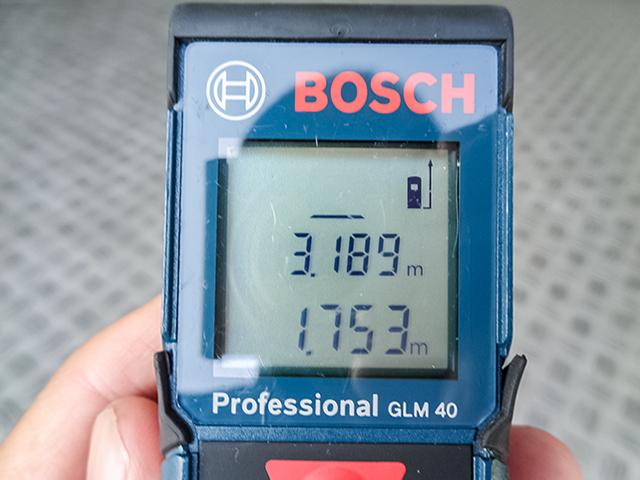 BOSCH
3.189 m
1.753 m
Professional GLM 40